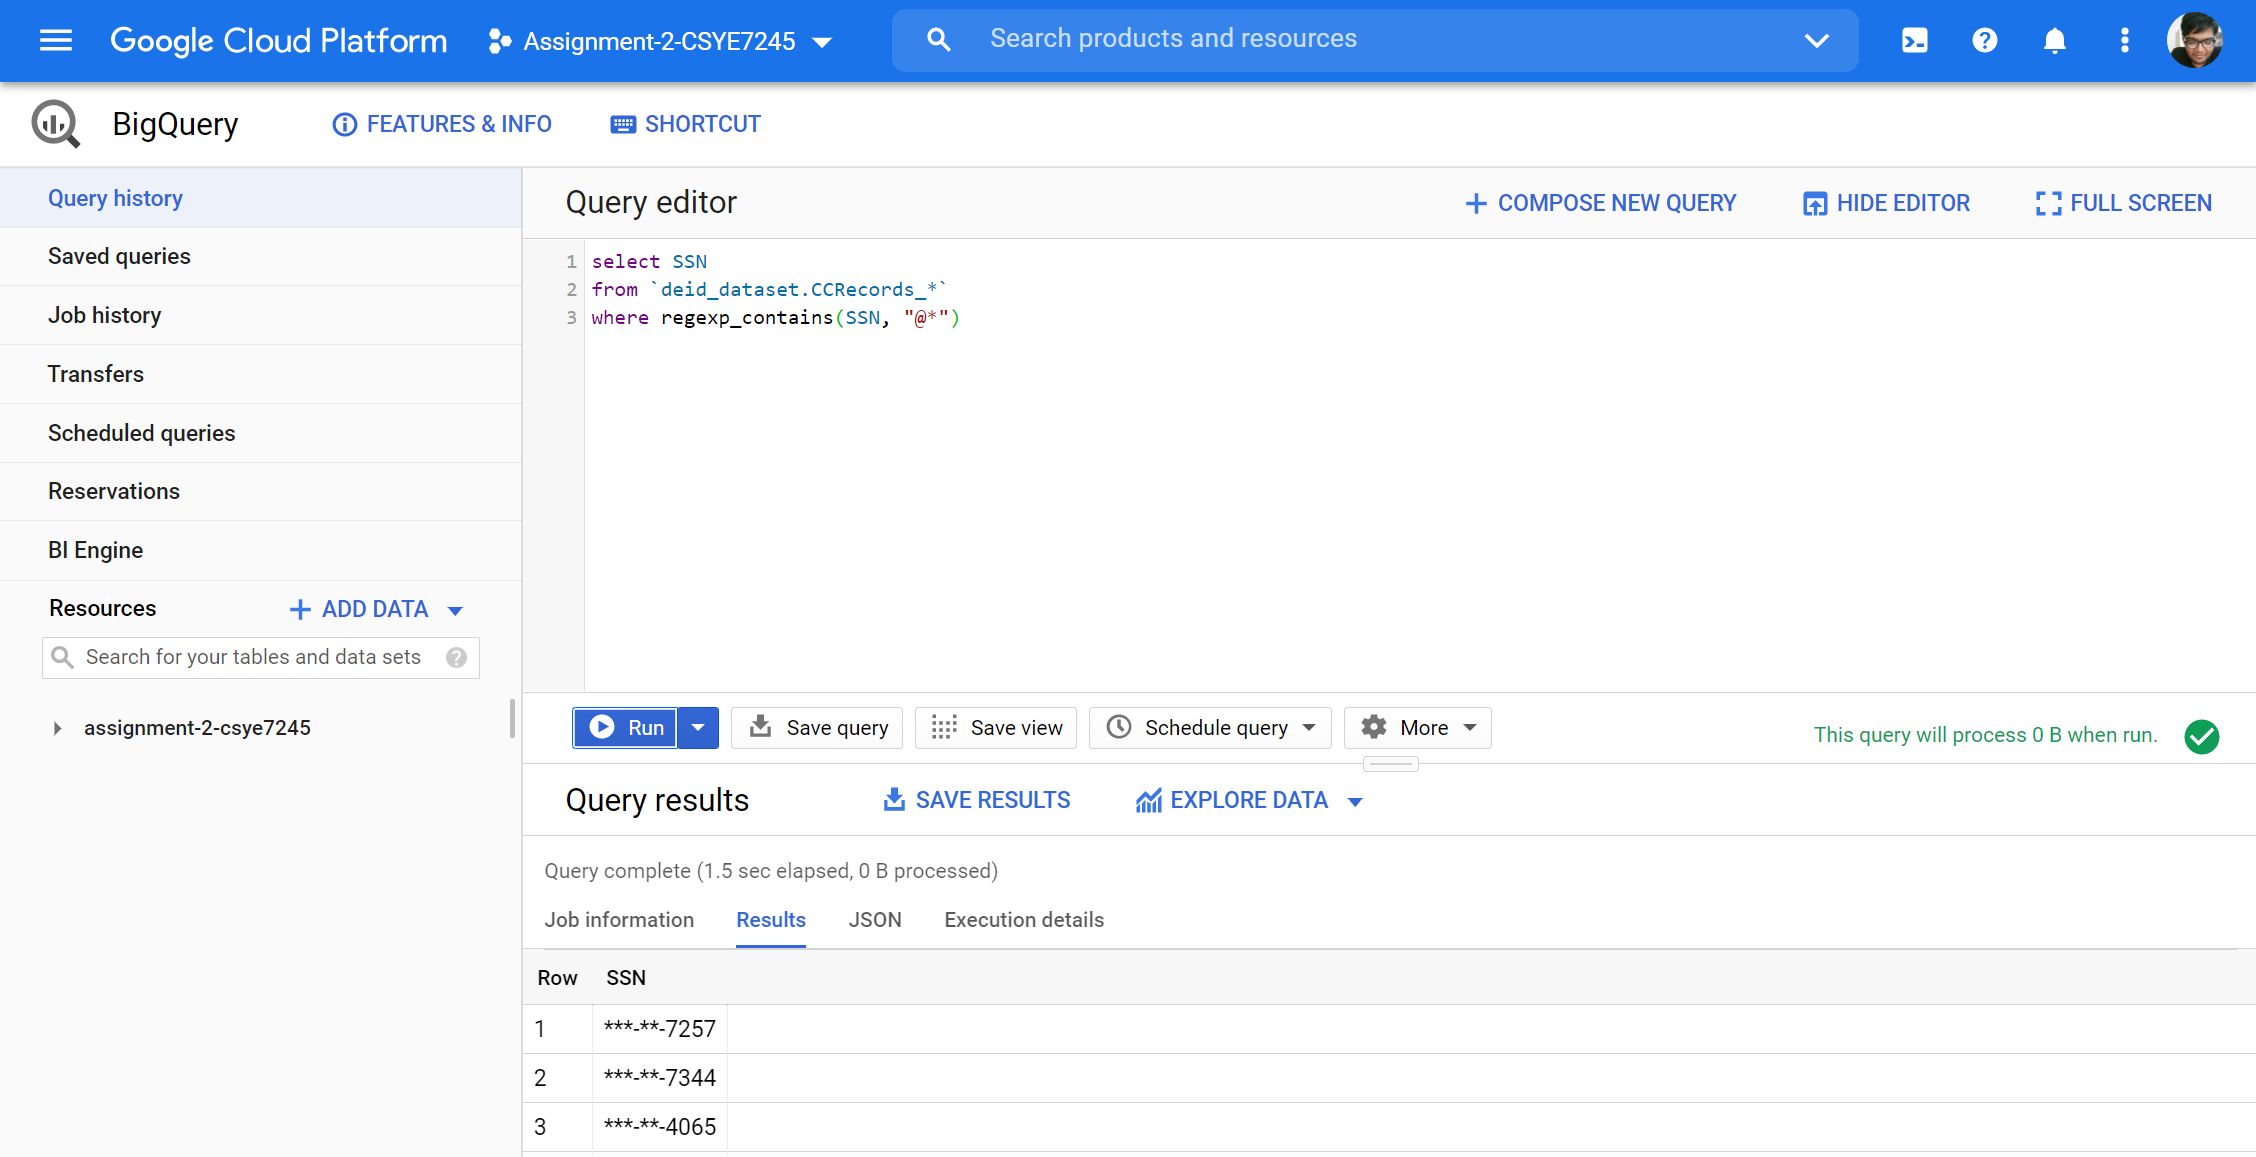 Google Cloud Platform Assignment-2-CSYE7245 Search products and resources
BigQuery FEATURES & INFO SHORTCUT
Query history
Saved queries
Job history
Transfers
Scheduled queries
Reservations
BI Engine
Resources + ADD DATA
Search for your tables and data sets
assignment-2-csye7245
Query editor + COMPOSE NEW QUERY HIDE EDITOR FULL SCREEN
1 select SSN
2 from `deid_dataset.CCRecords_*`
3 where regexp_contains(SSN, "@*")
Run Save query Save view Schedule query More This query will process 0 B when run.
Query results SAVE RESULTS EXPLORE DATA
Query complete (1.5 sec elapsed, 0 B processed)
Job information Results JSON Execution details
Row SSN
1 ***-**-7257
2 ***-**-7344
3 ***-**-4065